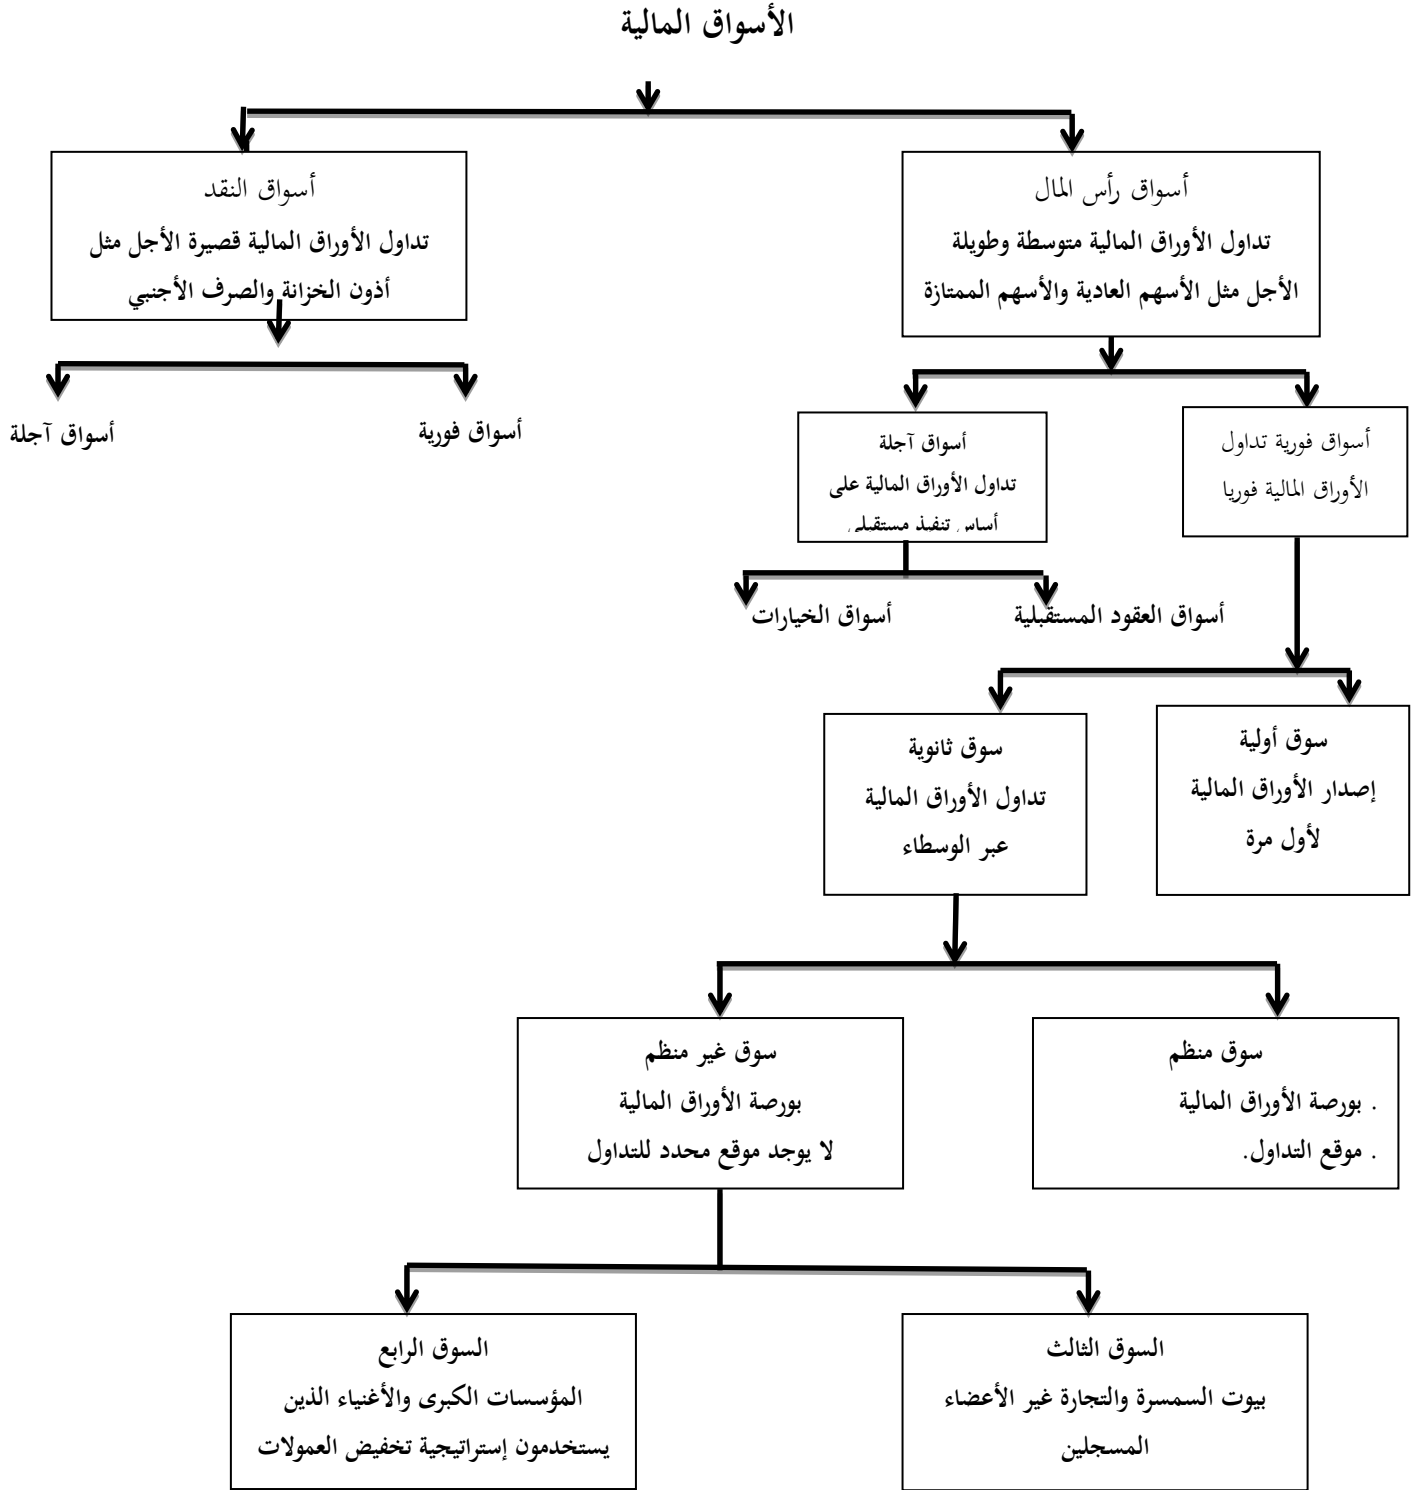 الأسواق المالية
أسواق رأس المال
تداول الأوراق المالية متوسطة وطويلة
الأجل مثل الأسهم العادية والأسهم الممتازة
أسواق النقد
تداول الأوراق المالية قصيرة الأجل مثل
أذون الخزانة والصرف الأجنبي
أسواق فورية
أسواق آجلة
أسواق فورية تداول
الأوراق المالية فوريا
أسواق آجلة
تداول الأوراق المالية على
أساس تنفيذ مستقبلي
أسواق العقود المستقبلية
أسواق الخيارات
سوق أولية
إصدار الأوراق المالية
لأول مرة
سوق ثانوية
تداول الأوراق المالية
عبر الوسطاء
سوق منظم
. بورصة الأوراق المالية
. موقع التداول.
سوق غير منظم
بورصة الأوراق المالية
لا يوجد موقع محدد للتداول
السوق الثالث
بيوت السمسرة والتجارة غير الأعضاء
المسجلين
السوق الرابع
المؤسسات الكبرى والأغنياء الذين
يستخدمون إستراتيجية تخفيض العمولات